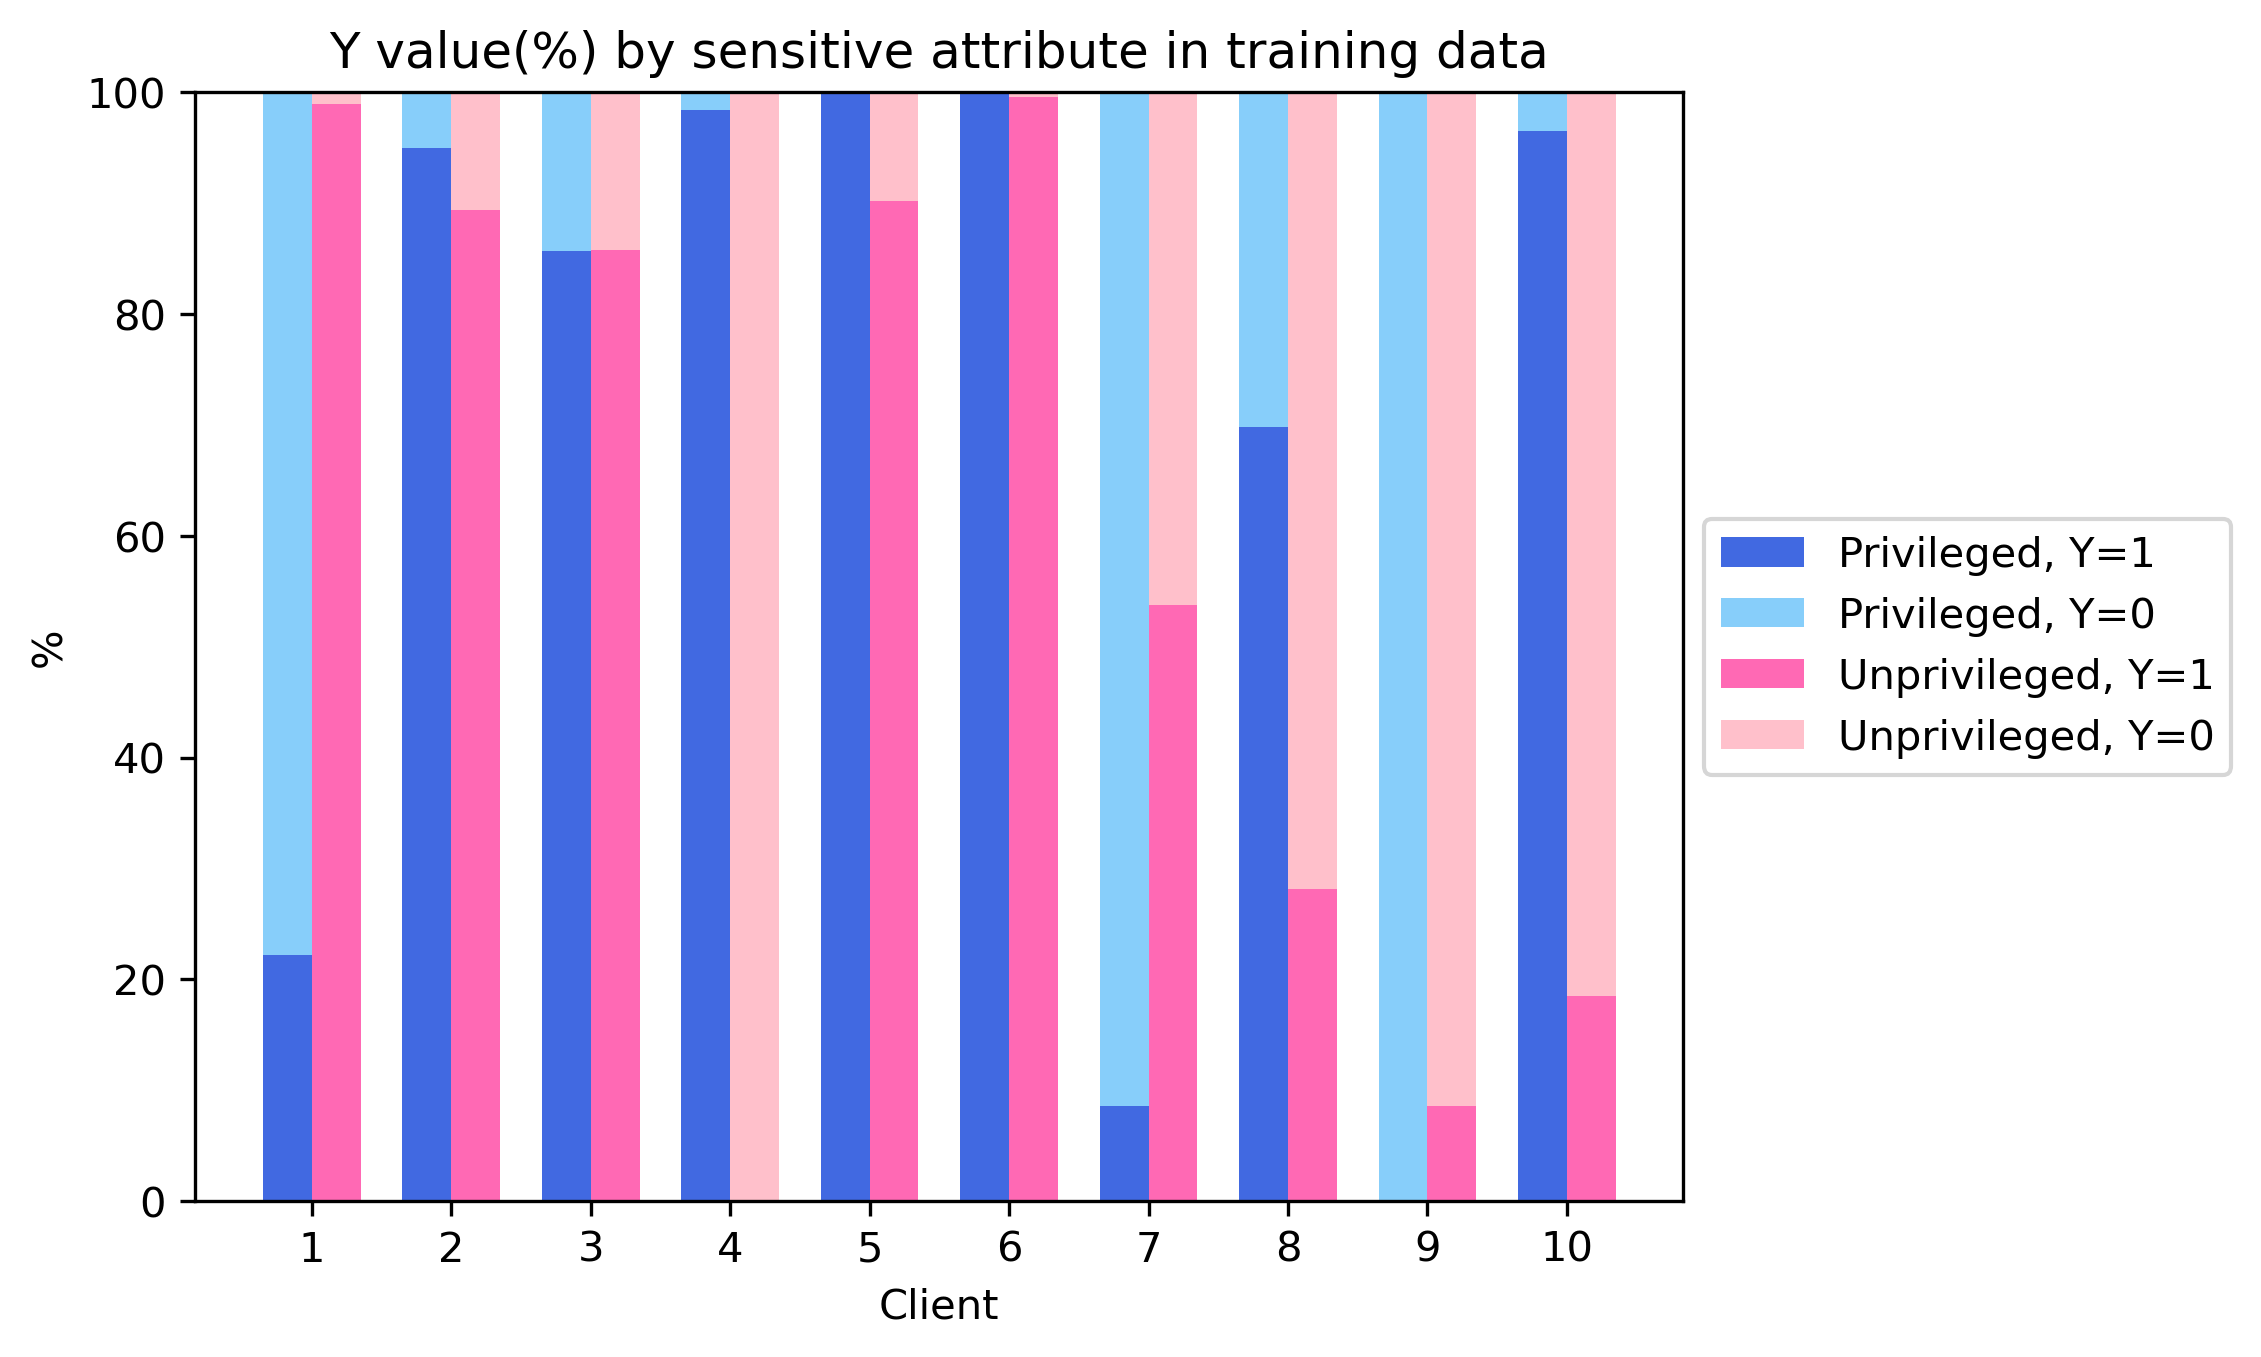 Y value(%) by sensitive attribute in training data
100
80
60
40
20
0
%
1 2 3 4 5 6 7 8 9 10
Client
Privileged, Y=1
Privileged, Y=0
Unprivileged, Y=1
Unprivileged, Y=0